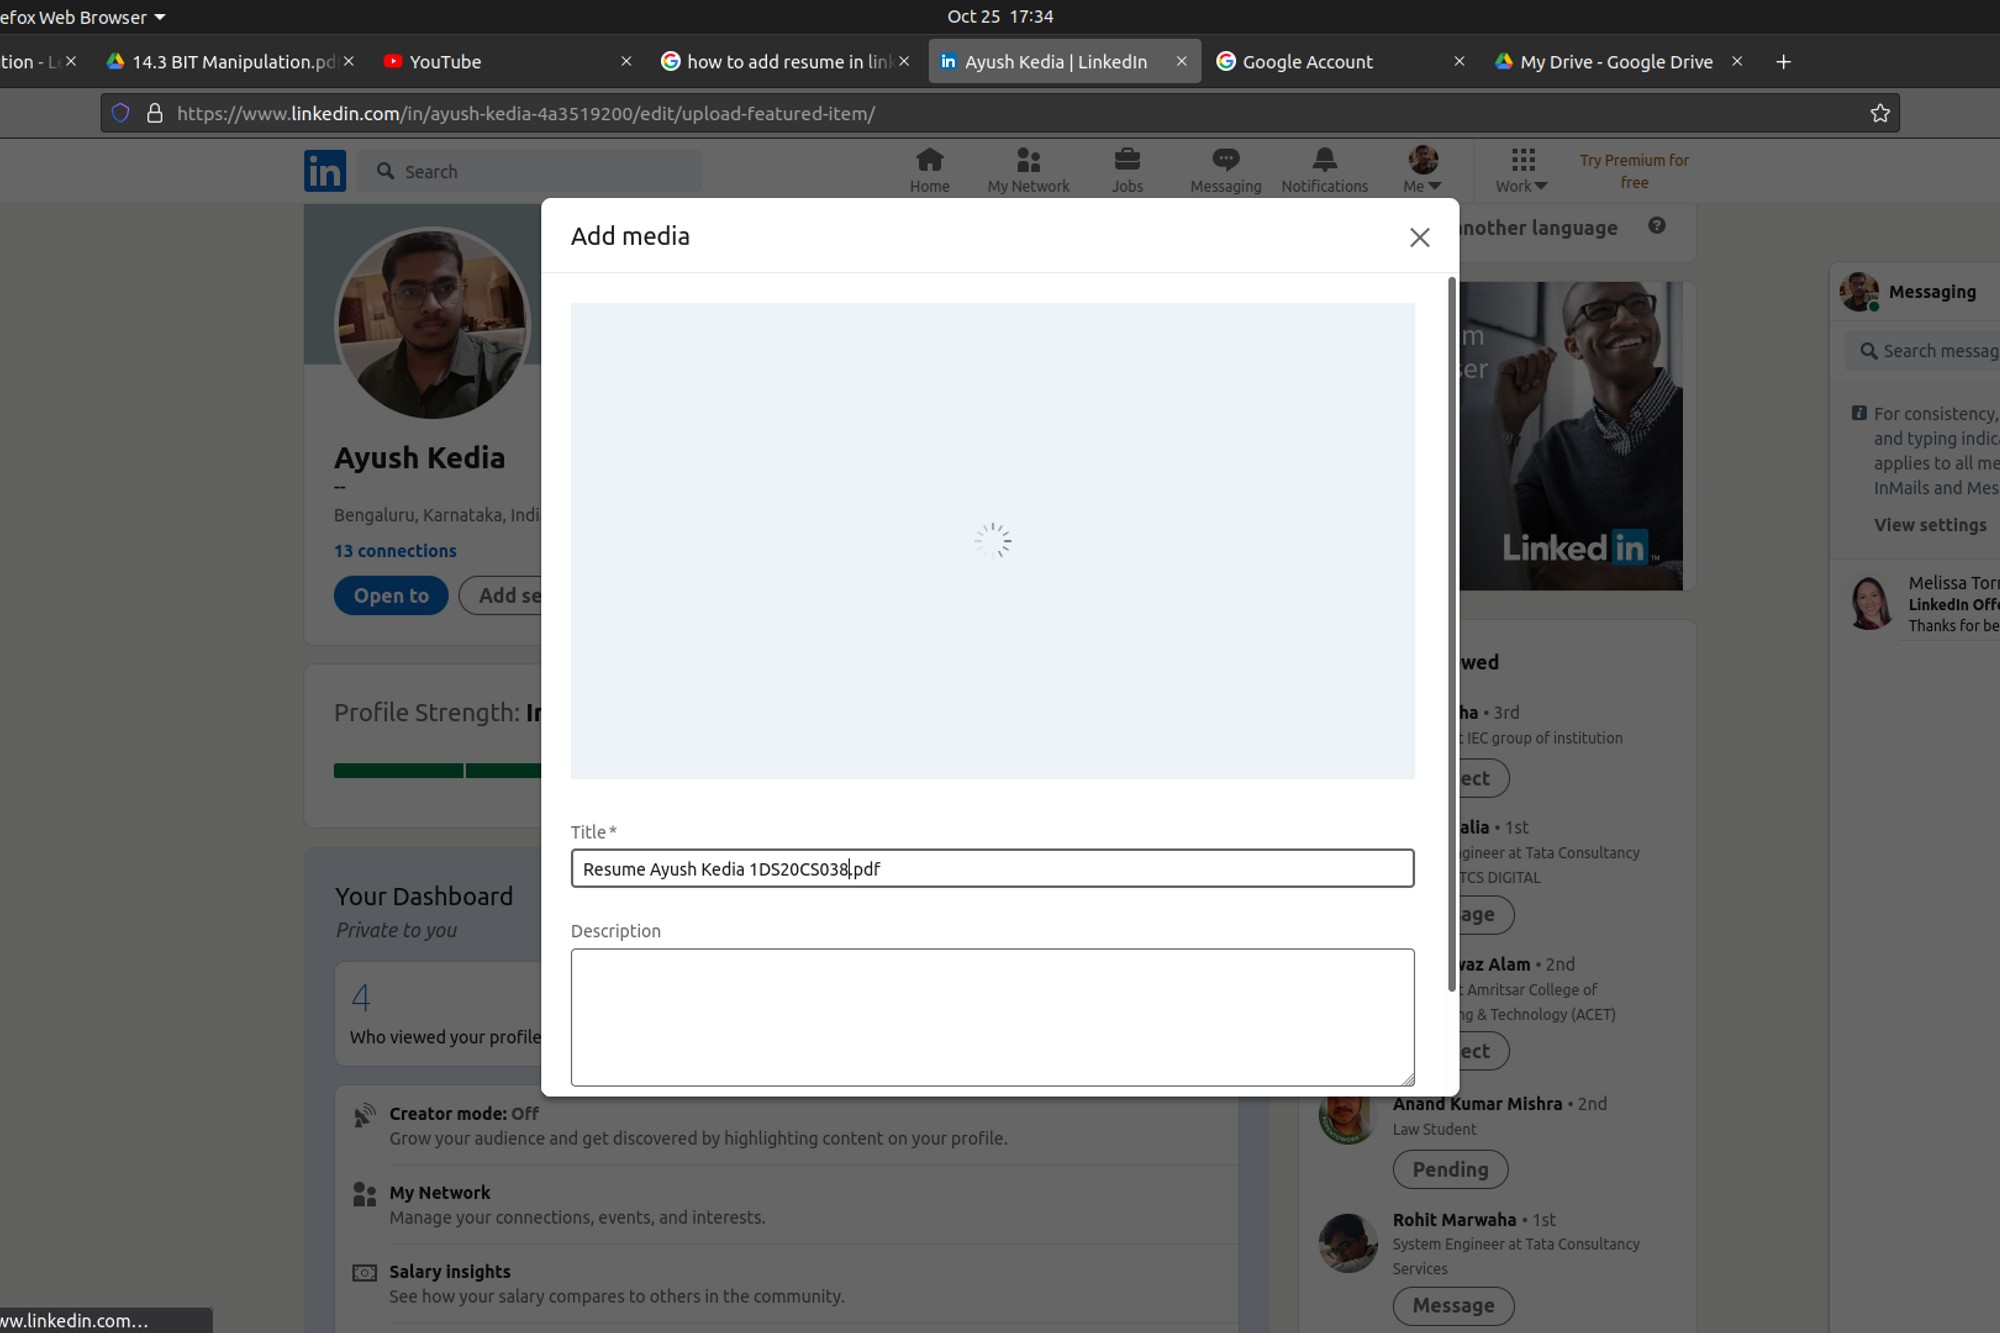 efox Web Browser
Oct 25 17:34
tion - Le
14.3 BIT Manipulation.pd
YouTube
how to add resume in link
Ayush Kedia | LinkedIn
Google Account
My Drive - Google Drive
https://www.linkedin.com/in/ayush-kedia-4a3519200/edit/upload-featured-item/
in
Search
Home
My Network
Jobs
Messaging
Notifications
Me
Work
Try Premium for
free
Add media
nother language
Messaging
m
ser
Search messag
For consistency,
and typing indica
applies to all me
InMails and Mes
View settings
Linked in
Ayush Kedia
--
Bengaluru, Karnataka, Indi
13 connections
Open to
Add se
Melissa Torr
LinkedIn Offe
Thanks for be
wed
Profile Strength: In
ha • 3rd
t IEC group of institution
ect
Title*
Resume Ayush Kedia 1DS20CS038.pdf
alia • 1st
gineer at Tata Consultancy
TCS DIGITAL
age
Your Dashboard
Private to you
Description
waz Alam • 2nd
t Amritsar College of
ng & Technology (ACET)
ect
4
Who viewed your profile
Creator mode: Off
Grow your audience and get discovered by highlighting content on your profile.
My Network
Manage your connections, events, and interests.
Salary insights
See how your salary compares to others in the community.
Anand Kumar Mishra • 2nd
Law Student
Pending
Rohit Marwaha • 1st
System Engineer at Tata Consultancy
Services
Message
ww.linkedin.com…